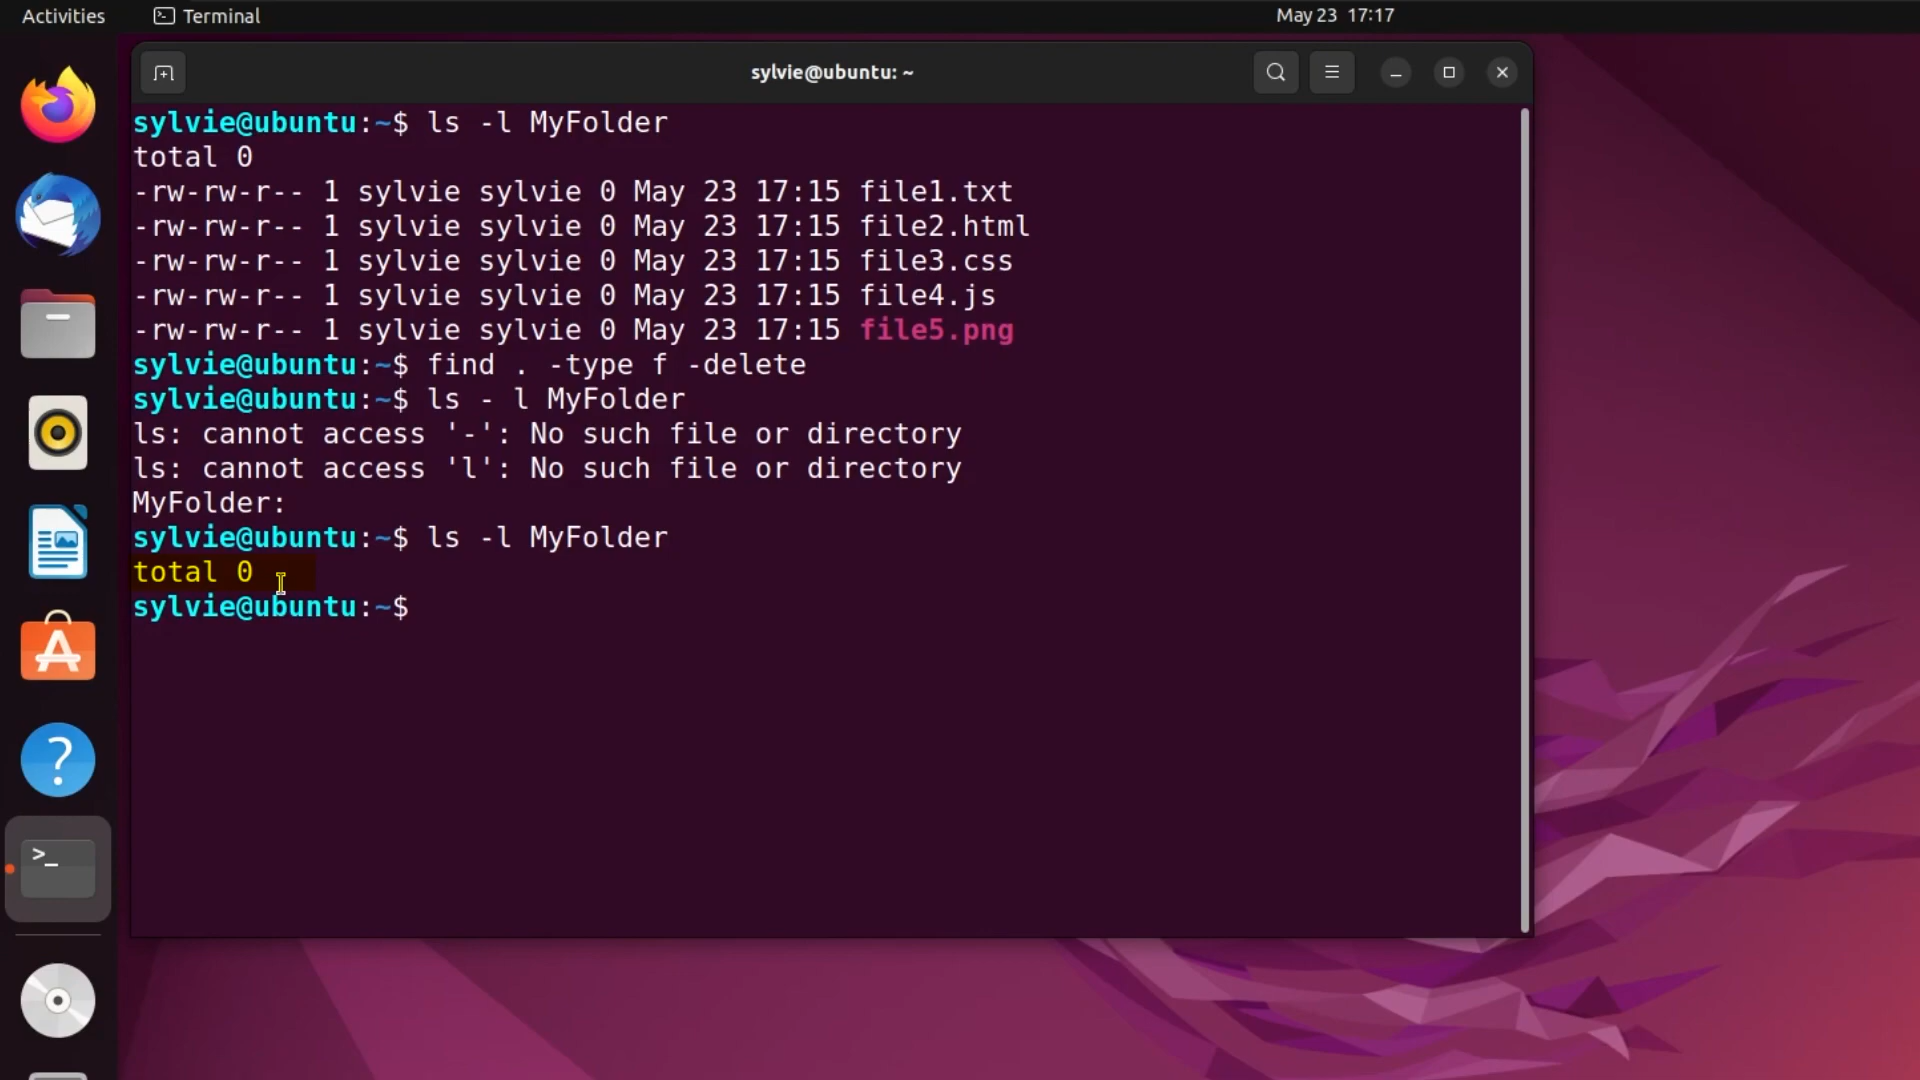 Activities
Terminal
May 23 17:17
sylvie@ubuntu: ~
sylvie@ubuntu:~$ ls -l MyFolder
total 0
-rw-rw-r-- 1 sylvie sylvie 0 May 23 17:15 file1.txt
-rw-rw-r-- 1 sylvie sylvie 0 May 23 17:15 file2.html
-rw-rw-r-- 1 sylvie sylvie 0 May 23 17:15 file3.css
-rw-rw-r-- 1 sylvie sylvie 0 May 23 17:15 file4.js
-rw-rw-r-- 1 sylvie sylvie 0 May 23 17:15 file5.png
sylvie@ubuntu:~$ find . -type f -delete
sylvie@ubuntu:~$ ls - l MyFolder
ls: cannot access '-': No such file or directory
ls: cannot access 'l': No such file or directory
MyFolder:
sylvie@ubuntu:~$ ls -l MyFolder
total 0
sylvie@ubuntu:~$